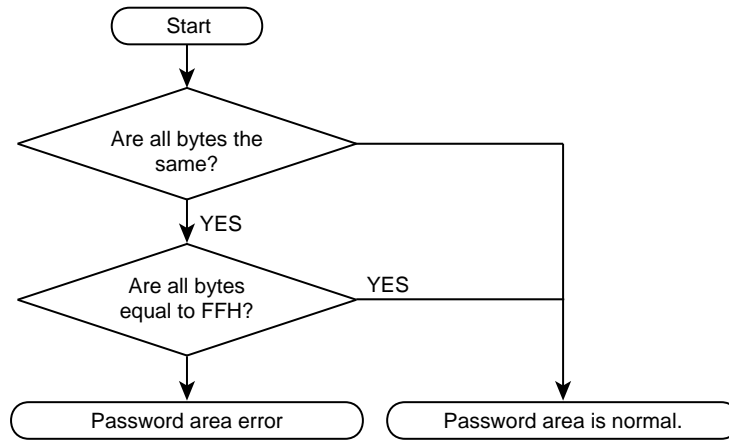 Start
Are all bytes the
same?
YES
Are all bytes
equal to FFH?
YES
Password area error
Password area is normal.